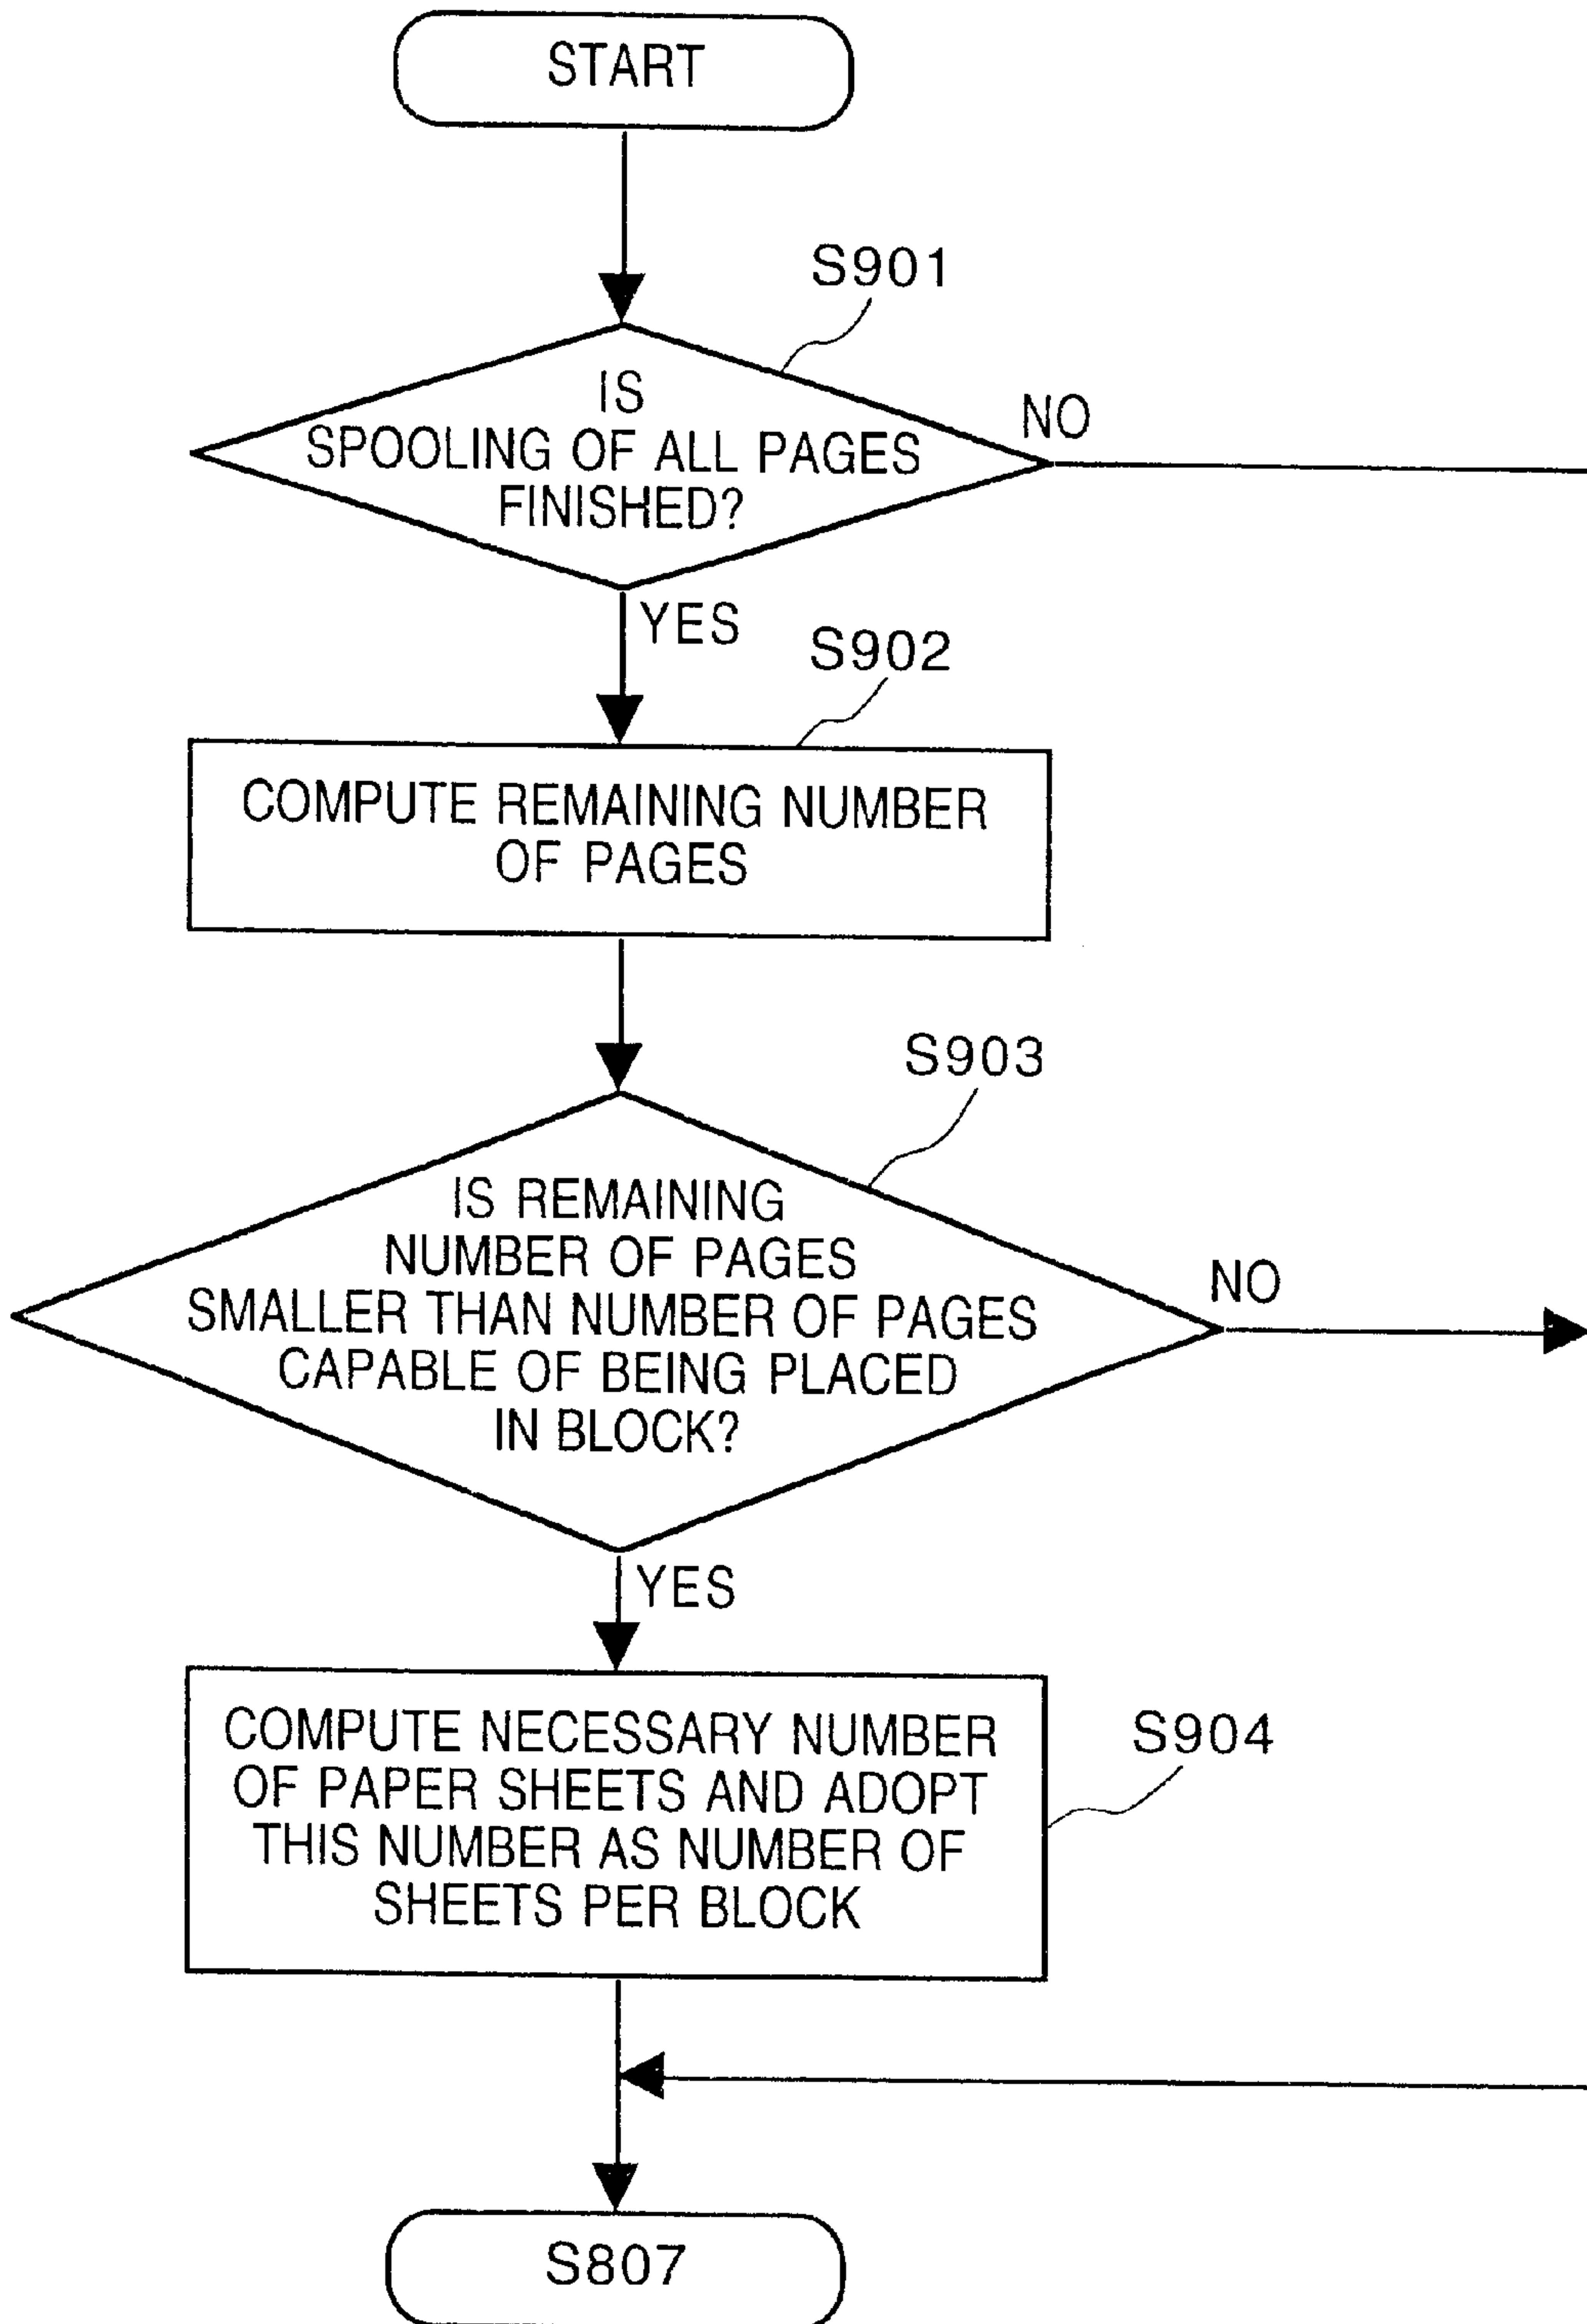 START
S901
IS
SPOOLING OF ALL PAGES
FINISHED?
NO
YES
S902
COMPUTE REMAINING NUMBER
OF PAGES
S903
IS REMAINING
NUMBER OF PAGES
SMALLER THAN NUMBER OF PAGES
CAPABLE OF BEING PLACED
IN BLOCK?
NO
YES
COMPUTE NECESSARY NUMBER
OF PAPER SHEETS AND ADOPT
THIS NUMBER AS NUMBER OF
SHEETS PER BLOCK
S904
S807